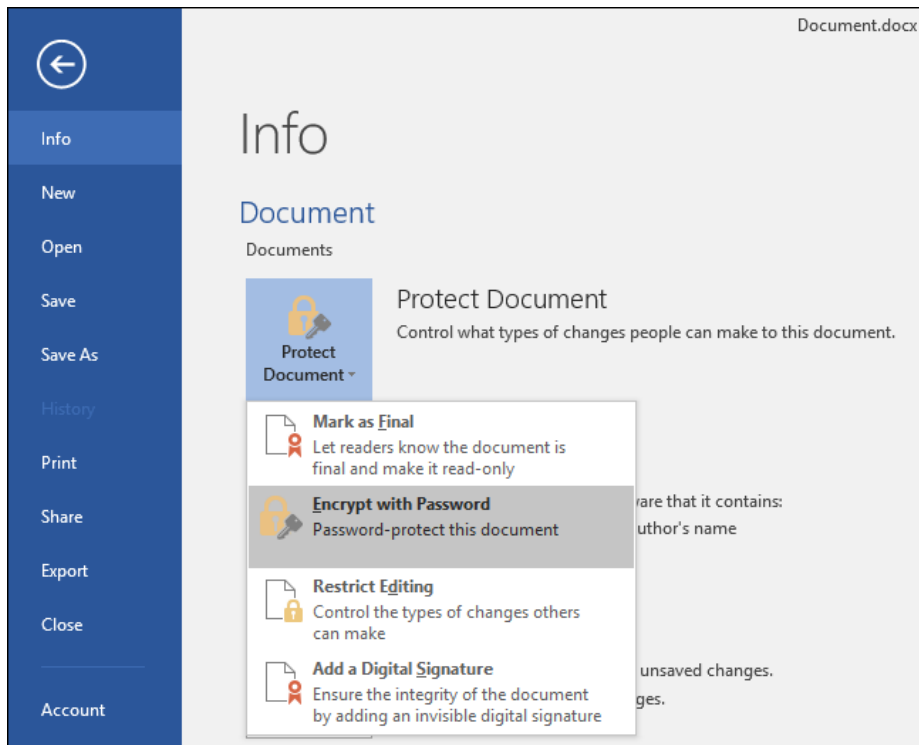 Document.docx
Info
New
Open
Save
Save As
History
Print
Share
Export
Close
Account
Info
Document
Documents
Protect
Document
Protect Document
Control what types of changes people can make to this document.
Mark as Final
Let readers know the document is
final and make it read-only
Encrypt with Password
Password-protect this document
Restrict Editing
Control the types of changes others
can make
Add a Digital Signature
Ensure the integrity of the document
by adding an invisible digital signature
that it contains:
name
unsaved changes.